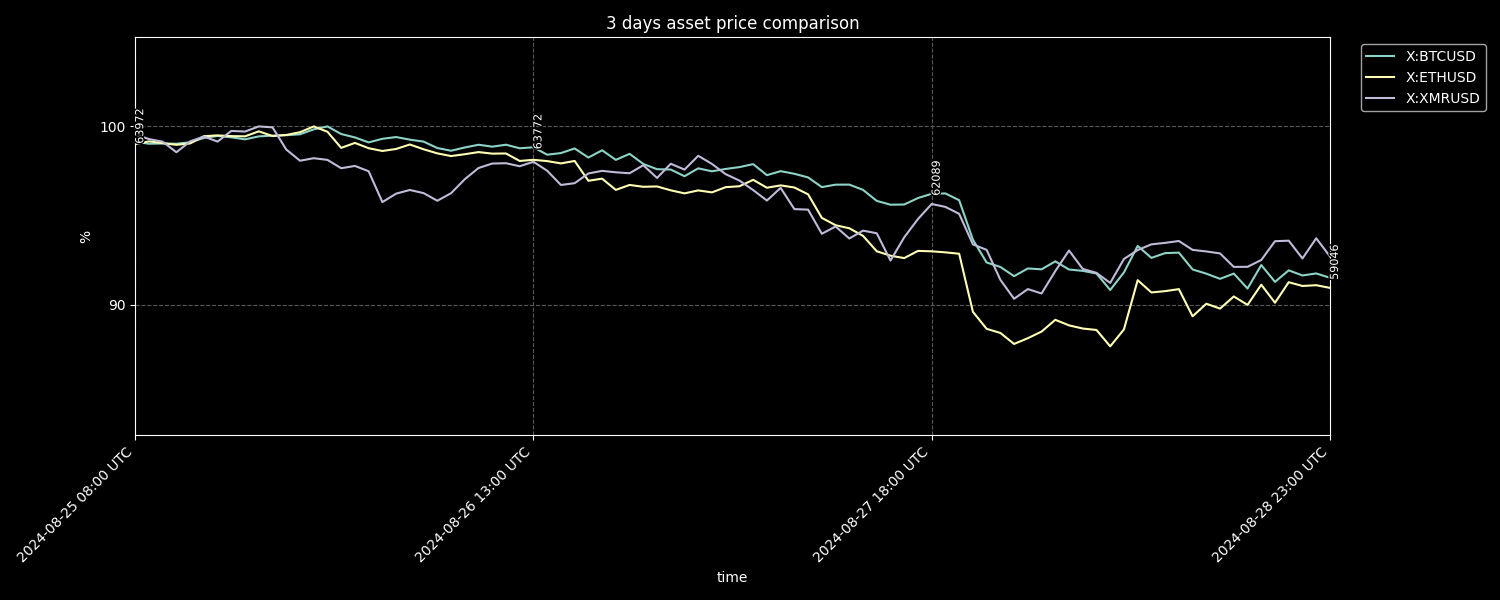 3 days asset price comparison
X:BTCUSD
X:ETHUSD
X:XMRUSD
100
90
%
63972
63772
62089
59046
2024-08-25 08:00 UTC
2024-08-26 13:00 UTC
2024-08-27 18:00 UTC
2024-08-28 23:00 UTC
time